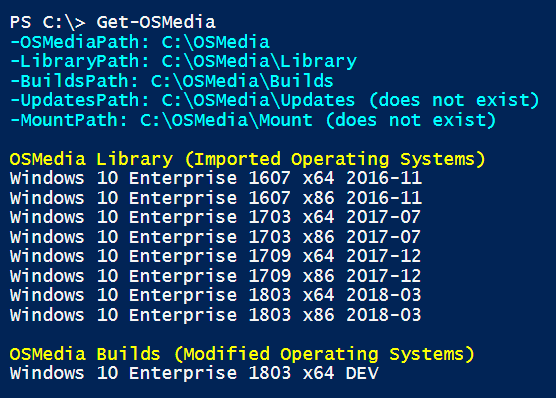 PS C:\> Get-OSMedia
-OSMediaPath: C:\OSMedia
-LibraryPath: C:\OSMedia\Library
-BuildsPath: C:\OSMedia\Builds
-UpdatesPath: C:\OSMedia\Updates (does not exist)
-MountPath: C:\OSMedia\Mount (does not exist)
OSMedia Library (Imported Operating Systems)
Windows 10 Enterprise 1607 x64 2016-11
Windows 10 Enterprise 1607 x86 2016-11
Windows 10 Enterprise 1703 x64 2017-07
Windows 10 Enterprise 1703 x86 2017-07
Windows 10 Enterprise 1709 x64 2017-12
Windows 10 Enterprise 1709 x86 2017-12
Windows 10 Enterprise 1803 x64 2018-03
Windows 10 Enterprise 1803 x86 2018-03
OSMedia Builds (Modified Operating Systems)
Windows 10 Enterprise 1803 x64 DEV